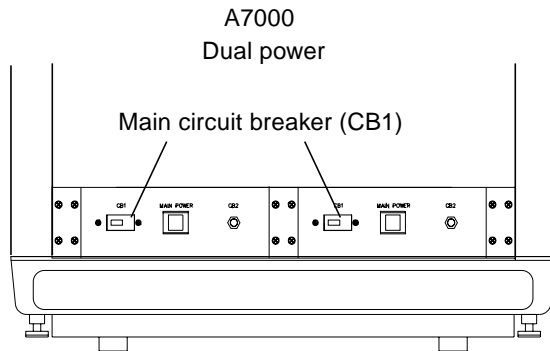 A7000
Dual power
Main circuit breaker (CB1)
CB1 MAIN POWER CB2 CB1 MAIN POWER CB2